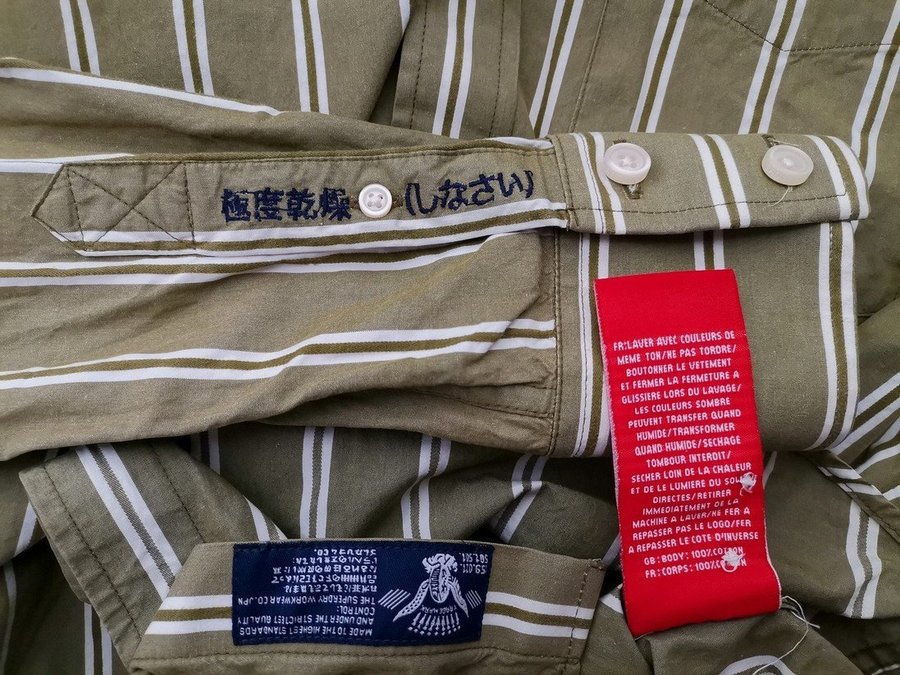 極度乾燥(しなさい)
FR:LAVER AVEC COULEURS DE
MEME TON/NE PAS TORDRE/
BOUTONNER LE VETEMENT
ET FERMER LA FERMETURE A
GLISSIERE LORS DU LAVAGE/
LES COULEURS SOMBRE
PEUVENT TRANSFER QUAND
HUMIDE/TRANSFORMER
QUAND HUMIDE/SECHAGE
TOMBOUR INTERDIT/
SECHER LOIN DE LA CHALEUR
ET DE LA LUMIERE DU SOLEIL
DIRECTES/RETIRER
IMMEDIATEMENT DE LA
MACHINE A LAVER/NE FER A
REPASSER PAS LE LOGO/FER
A REPASSER LE COTE D'INVERSE
GB: BODY: 100% COTTON
FR: CORPS: 100%
MADE TO THE HIGHEST STANDARDS
AND UNDER THE STRICTEST QUALITY
CONTROL:
THE SUPERDRY WORKWEAR CO.JPN
TRADE MARK